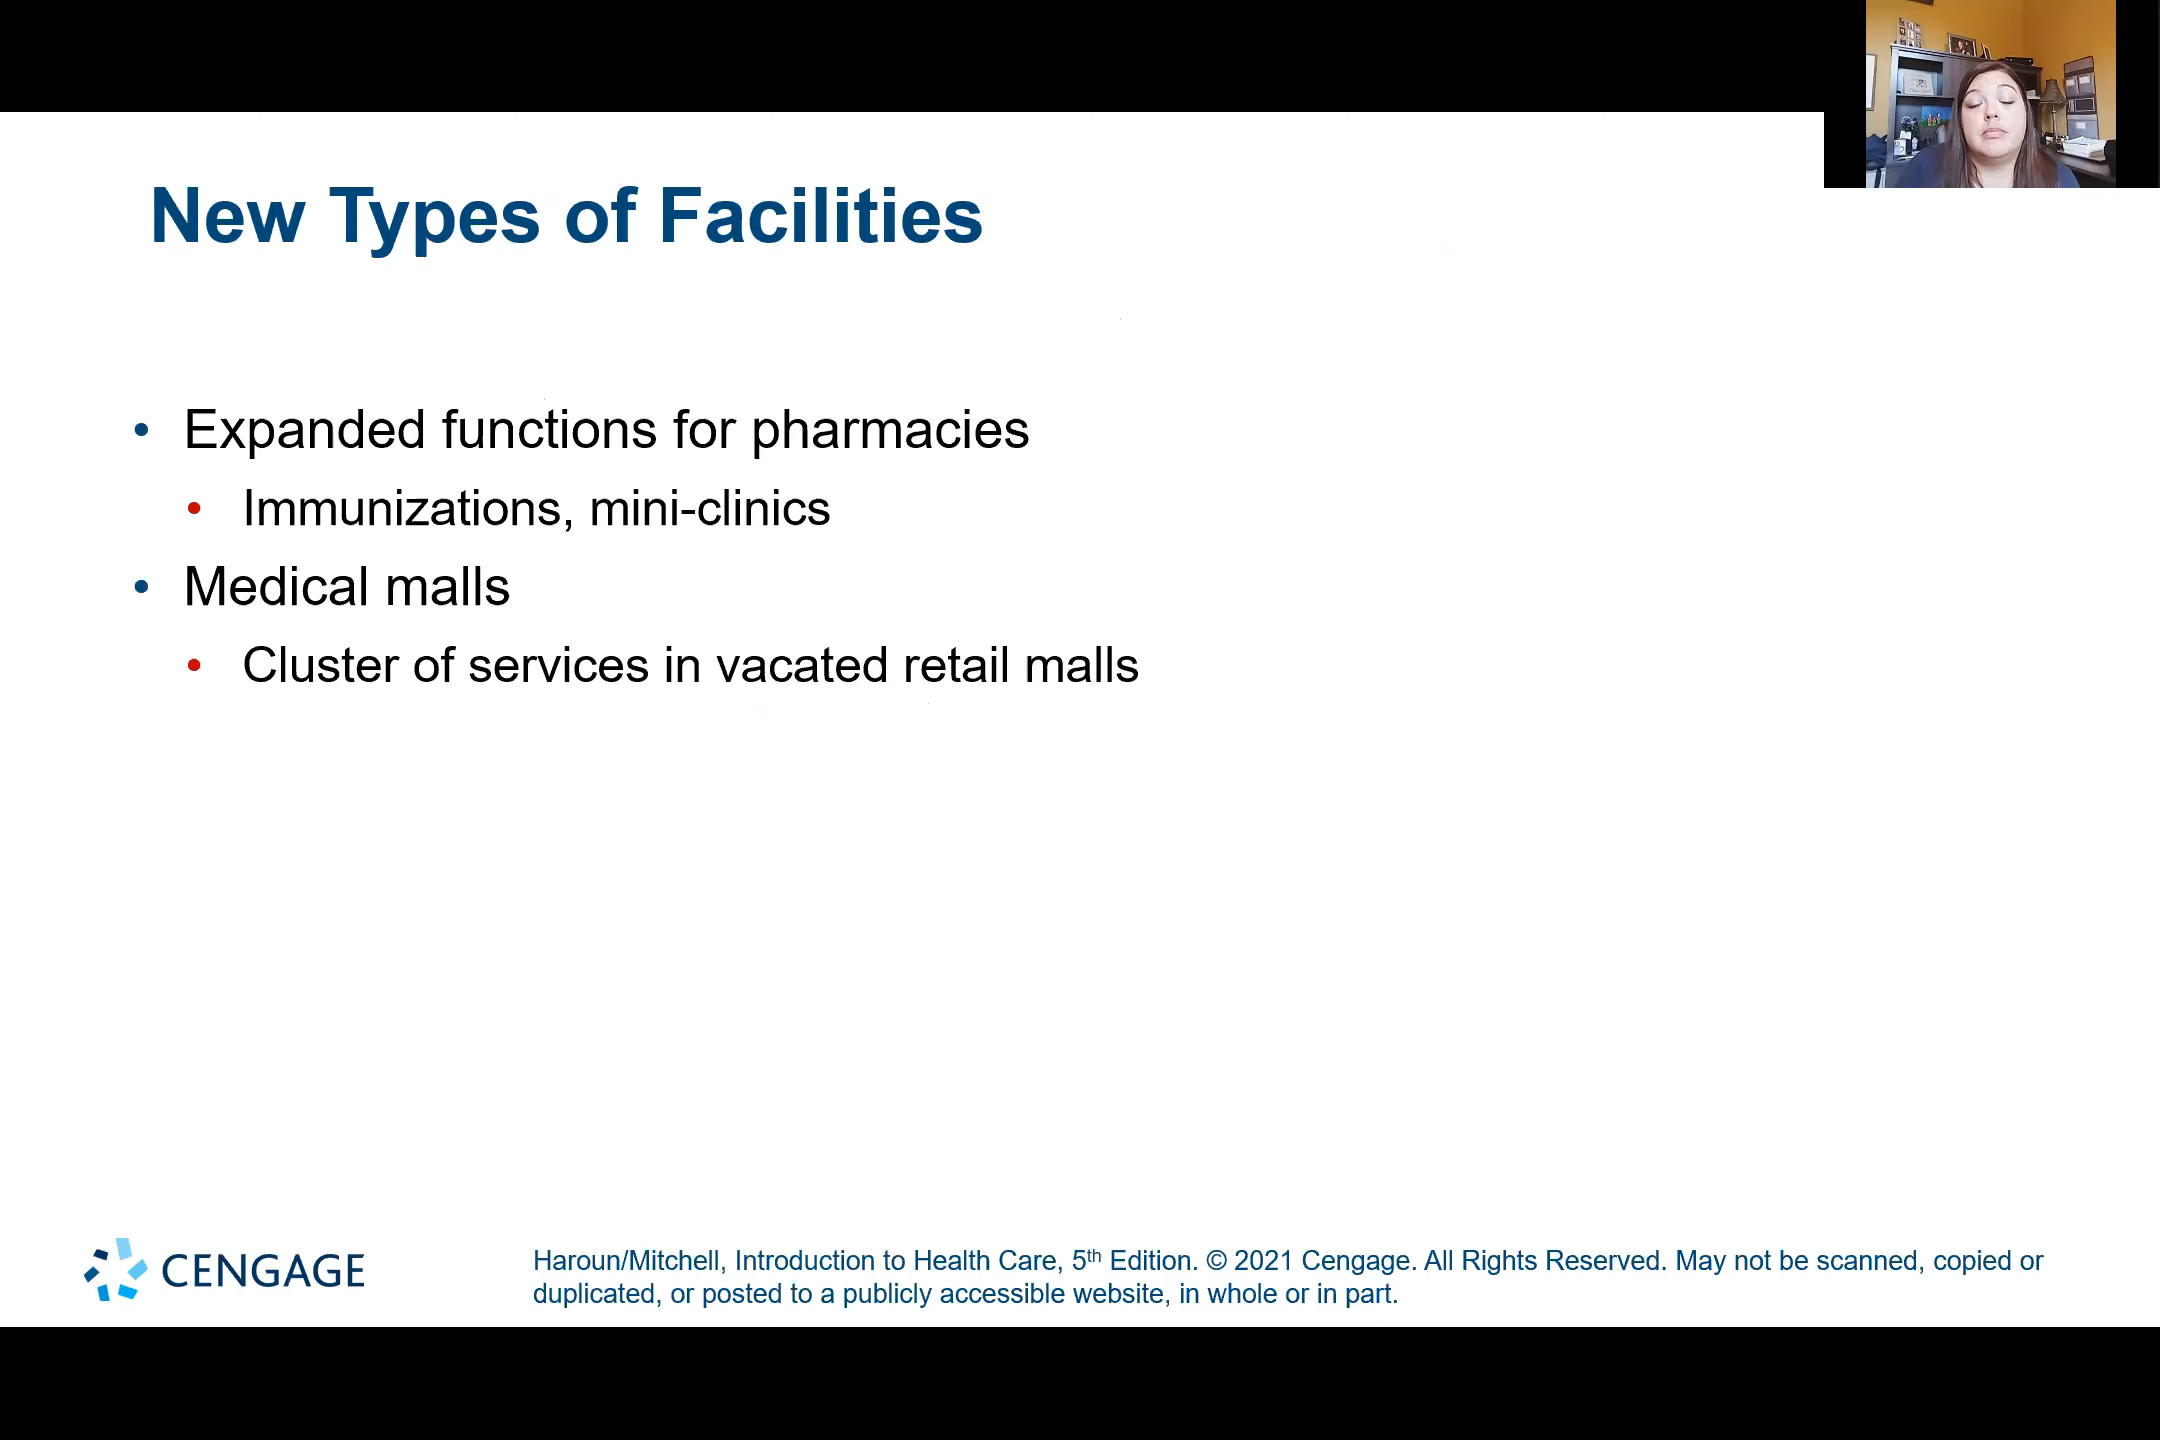 New Types of Facilities
• Expanded functions for pharmacies
• Immunizations, mini-clinics
• Medical malls
• Cluster of services in vacated retail malls
CENGAGE
Haroun/Mitchell, Introduction to Health Care, 5th Edition. © 2021 Cengage. All Rights Reserved. May not be scanned, copied or
duplicated, or posted to a publicly accessible website, in whole or in part.